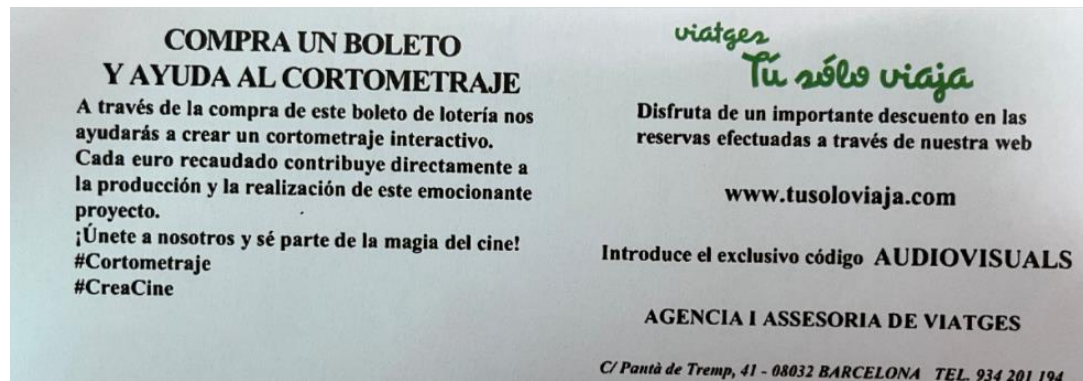 COMPRA UN BOLETO
Y AYUDA AL CORTOMETRAJE
A través de la compra de este boleto de lotería nos
ayudarás a crear un cortometraje interactivo.
Cada euro recaudado contribuye directamente a
la producción y la realización de este emocionante
proyecto.
¡Únete a nosotros y sé parte de la magia del cine!
#Cortometraje
#CreaCine
viatges
Tú sólo viaja
Disfruta de un importante descuento en las
reservas efectuadas a través de nuestra web
www.tusoloviaja.com
Introduce el exclusivo código AUDIOVISUALS
AGENCIA I ASSESORIA DE VIATGES
C/ Pantà de Tremp, 41 - 08032 BARCELONA TEL. 934 201 194